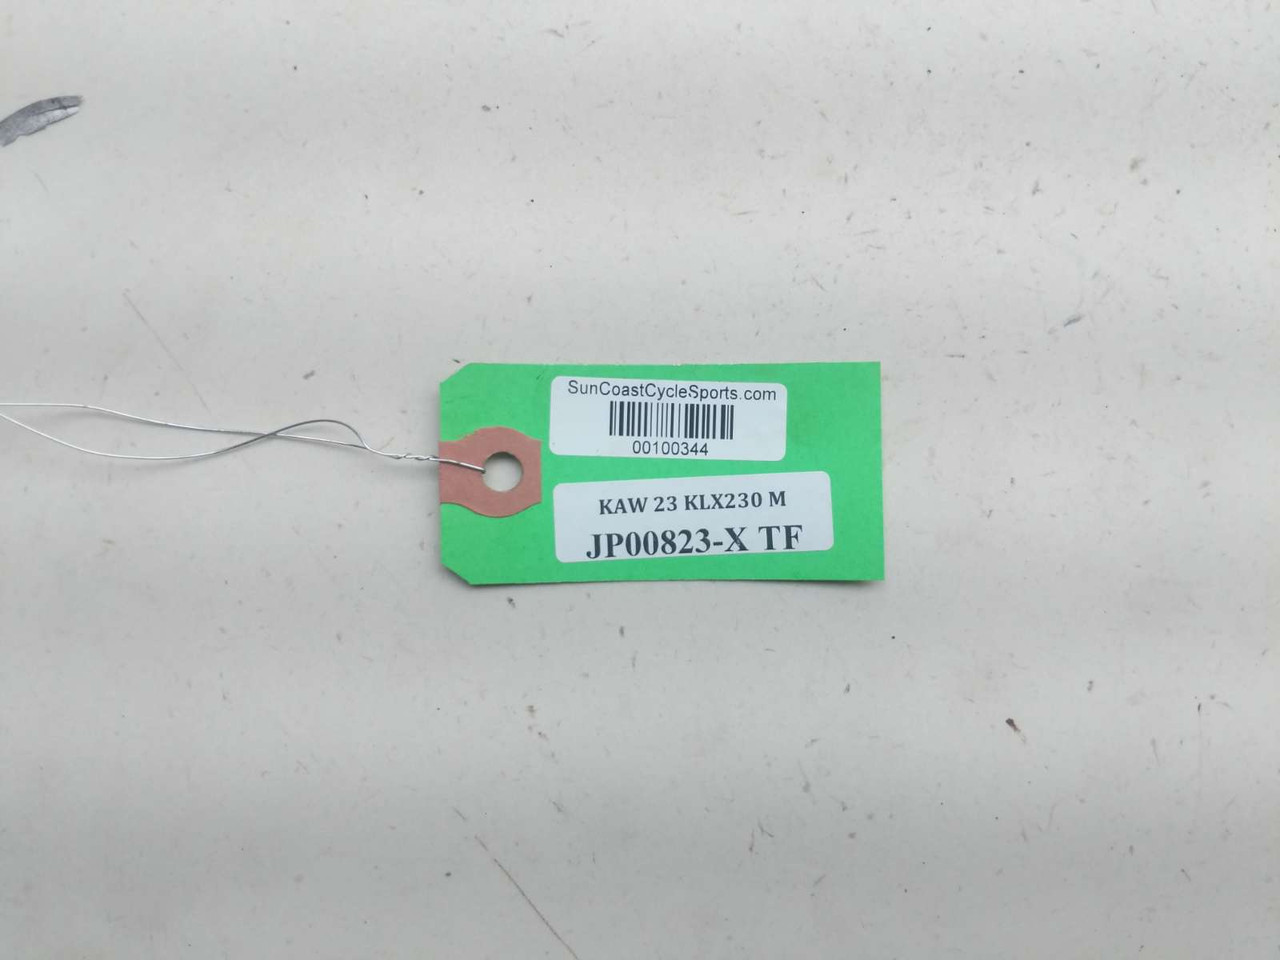 SunCoastCycleSports.com
00100344
KAW 23 KLX230 M
JP00823-X TF